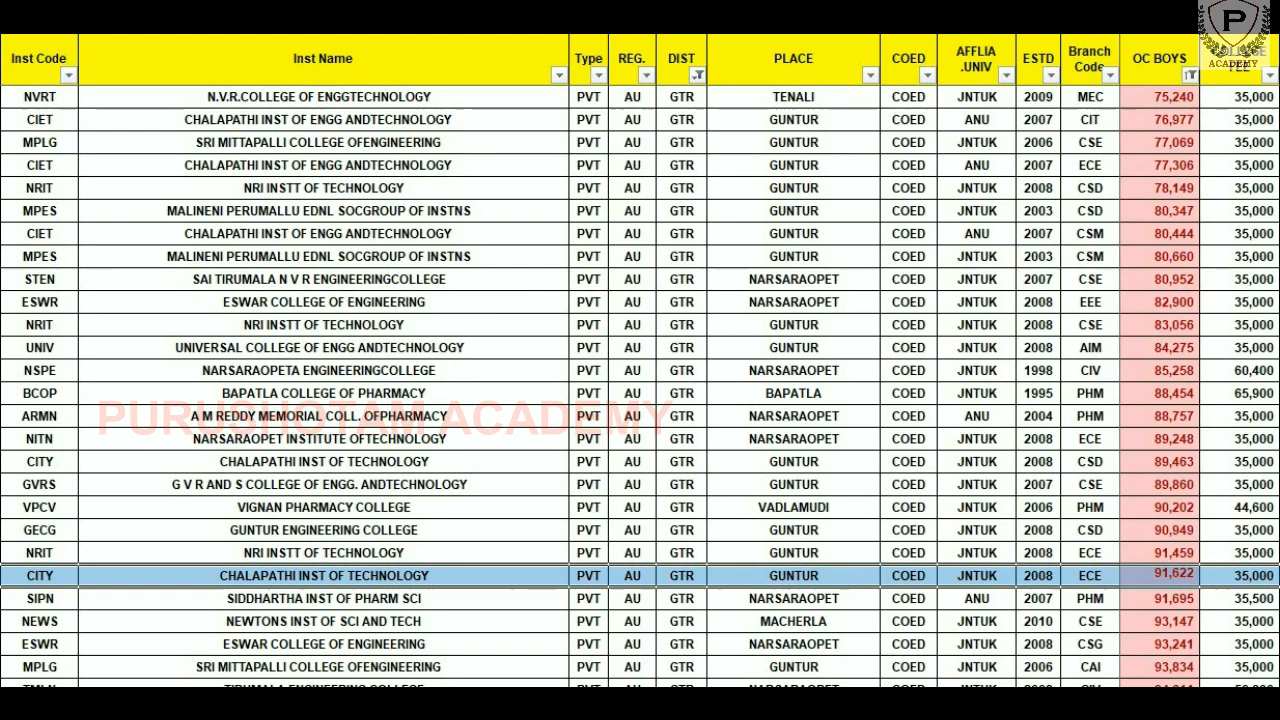 P
ACADEMY
Inst Code Inst Name Type REG. DIST PLACE COED AFFLIA .UNIV ESTD Branch Code OC BOYS COLLEGE FEE
NVRT N.V.R.COLLEGE OF ENGGTECHNOLOGY PVT AU GTR TENALI COED JNTUK 2009 MEC 75,240 35,000
CIET CHALAPATHI INST OF ENGG ANDTECHNOLOGY PVT AU GTR GUNTUR COED ANU 2007 CIT 76,977 35,000
MPLG SRI MITTAPALLI COLLEGE OFENGINEERING PVT AU GTR GUNTUR COED JNTUK 2006 CSE 77,069 35,000
CIET CHALAPATHI INST OF ENGG ANDTECHNOLOGY PVT AU GTR GUNTUR COED ANU 2007 ECE 77,306 35,000
NRIT NRI INSTT OF TECHNOLOGY PVT AU GTR GUNTUR COED JNTUK 2008 CSD 78,149 35,000
MPES MALINENI PERUMALLU EDNL SOCGROUP OF INSTNS PVT AU GTR GUNTUR COED JNTUK 2003 CSD 80,347 35,000
CIET CHALAPATHI INST OF ENGG ANDTECHNOLOGY PVT AU GTR GUNTUR COED ANU 2007 CSM 80,444 35,000
MPES MALINENI PERUMALLU EDNL SOCGROUP OF INSTNS PVT AU GTR GUNTUR COED JNTUK 2003 CSM 80,660 35,000
STEN SAI TIRUMALA N V R ENGINEERINGCOLLEGE PVT AU GTR NARSARAOPET COED JNTUK 2007 CSE 80,952 35,000
ESWR ESWAR COLLEGE OF ENGINEERING PVT AU GTR NARSARAOPET COED JNTUK 2008 EEE 82,900 35,000
NRIT NRI INSTT OF TECHNOLOGY PVT AU GTR GUNTUR COED JNTUK 2008 CSE 83,056 35,000
UNIV UNIVERSAL COLLEGE OF ENGG ANDTECHNOLOGY PVT AU GTR GUNTUR COED JNTUK 2008 AIM 84,275 35,000
NSPE NARSARAOPETA ENGINEERINGCOLLEGE PVT AU GTR NARSARAOPET COED JNTUK 1998 CIV 85,258 60,400
BCOP BAPATLA COLLEGE OF PHARMACY PVT AU GTR BAPATLA COED JNTUK 1995 PHM 88,454 65,900
ARMN A M REDDY MEMORIAL COLL.OFPHARMACY PVT AU GTR NARSARAOPET COED ANU 2004 PHM 88,757 35,000
PURUSHOTAM ACADEMY
NITN NARSARAOPET INSTITUTE OFTECHNOLOGY PVT AU GTR NARSARAOPET COED JNTUK 2008 ECE 89,248 35,000
CITY CHALAPATHI INST OF TECHNOLOGY PVT AU GTR GUNTUR COED JNTUK 2008 CSD 89,463 35,000
GVRS G V R AND S COLLEGE OF ENGG. ANDTECHNOLOGY PVT AU GTR GUNTUR COED JNTUK 2007 CSE 89,860 35,000
VPCV VIGNAN PHARMACY COLLEGE PVT AU GTR VADLAMUDI COED JNTUK 2006 PHM 90,202 44,600
GECG GUNTUR ENGINEERING COLLEGE PVT AU GTR GUNTUR COED JNTUK 2008 CSD 90,949 35,000
NRIT NRI INSTT OF TECHNOLOGY PVT AU GTR GUNTUR COED JNTUK 2008 ECE 91,459 35,000
CITY CHALAPATHI INST OF TECHNOLOGY PVT AU GTR GUNTUR COED JNTUK 2008 ECE 91,622 35,000
SIPN SIDDHARTHA INST OF PHARM SCI PVT AU GTR NARSARAOPET COED ANU 2007 PHM 91,695 35,500
NEWS NEWTONS INST OF SCI AND TECH PVT AU GTR MACHERLA COED JNTUK 2010 CSE 93,147 35,000
ESWR ESWAR COLLEGE OF ENGINEERING PVT AU GTR NARSARAOPET COED JNTUK 2008 CSG 93,241 35,000
MPLG SRI MITTAPALLI COLLEGE OFENGINEERING PVT AU GTR GUNTUR COED JNTUK 2006 CAI 93,834 35,000